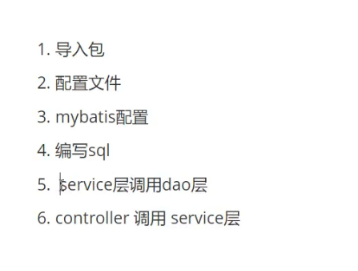 1. 导入包
2. 配置文件
3. mybatis配置
4. 编写sql
5. service层调用dao层
6. controller 调用 service层